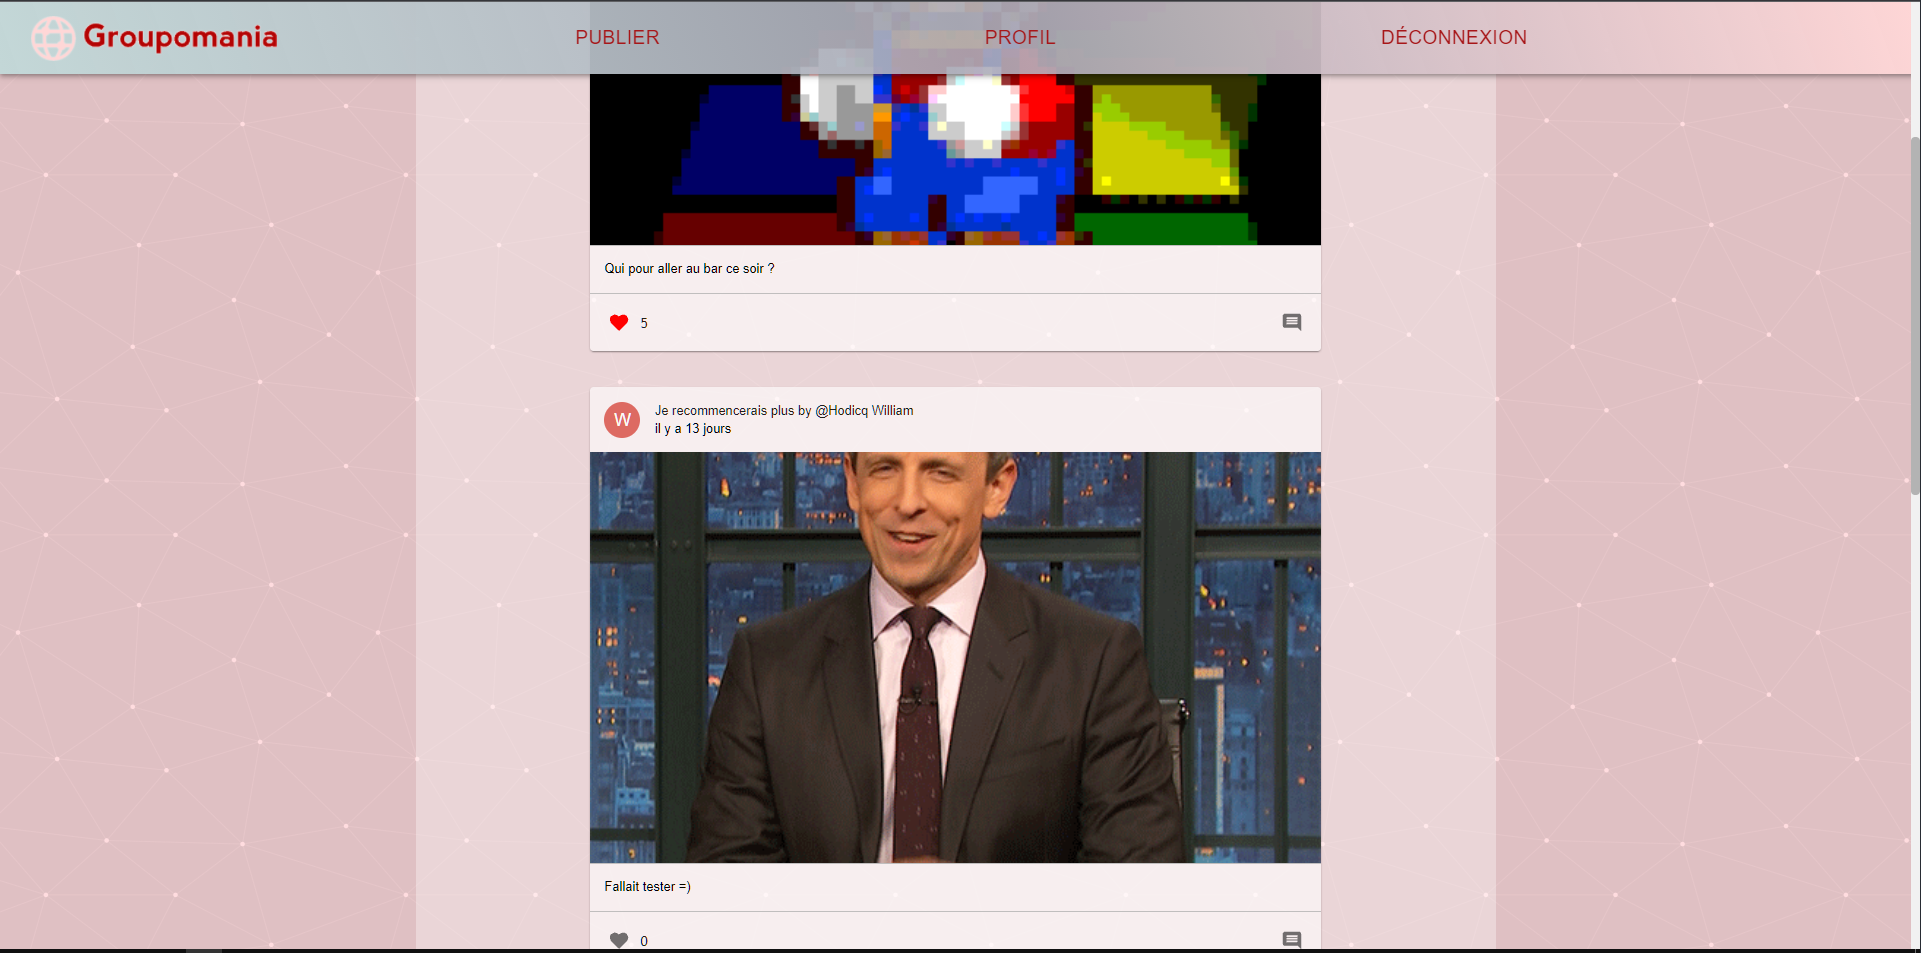 Groupomania
PUBLIER
PROFIL
DÉCONNEXION
Qui pour aller au bar ce soir ?
5
W
Je recommencerais plus by @Hodicq William
il y a 13 jours
Fallait tester =)
0